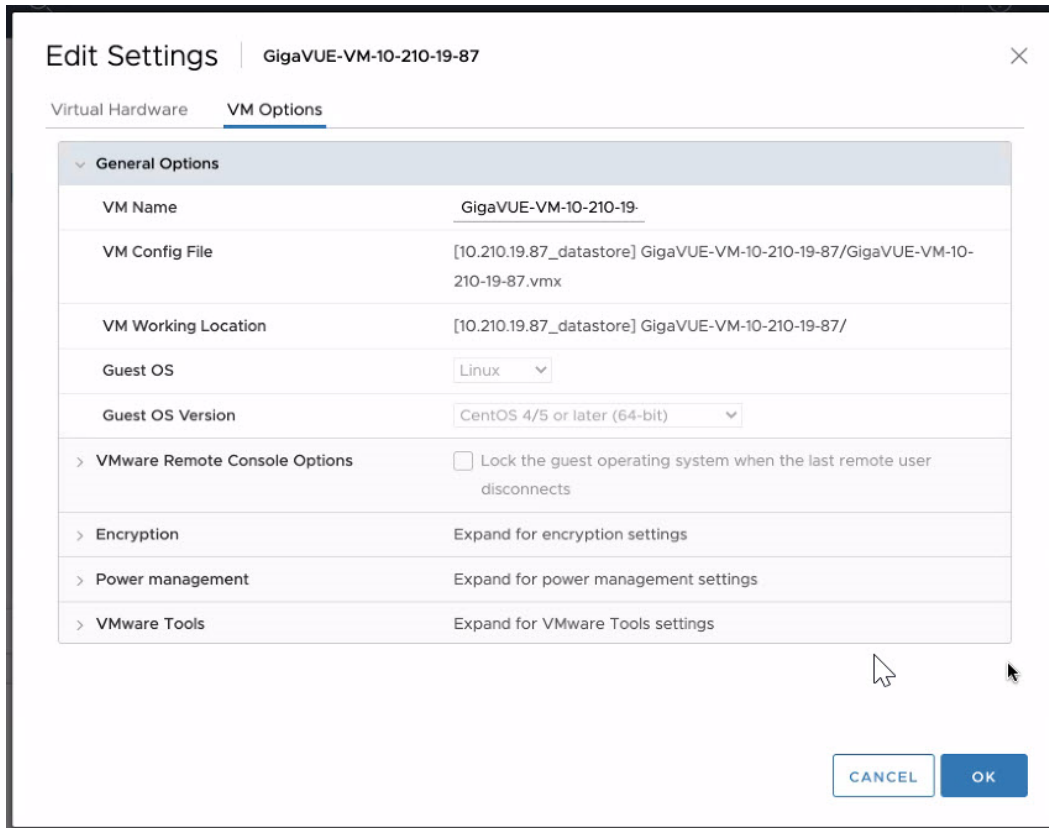 Edit Settings GigaVUE-VM-10-210-19-87
Virtual Hardware VM Options
General Options
VM Name GigaVUE-VM-10-210-19-
VM Config File [10.210.19.87_datastore] GigaVUE-VM-10-210-19-87/GigaVUE-VM-10-
210-19-87.vmx
VM Working Location [10.210.19.87_datastore] GigaVUE-VM-10-210-19-87/
Guest OS Linux
Guest OS Version CentOS 4/5 or later (64-bit)
VMware Remote Console Options Lock the guest operating system when the last remote user
disconnects
Encryption Expand for encryption settings
Power management Expand for power management settings
VMware Tools Expand for VMware Tools settings
CANCEL OK